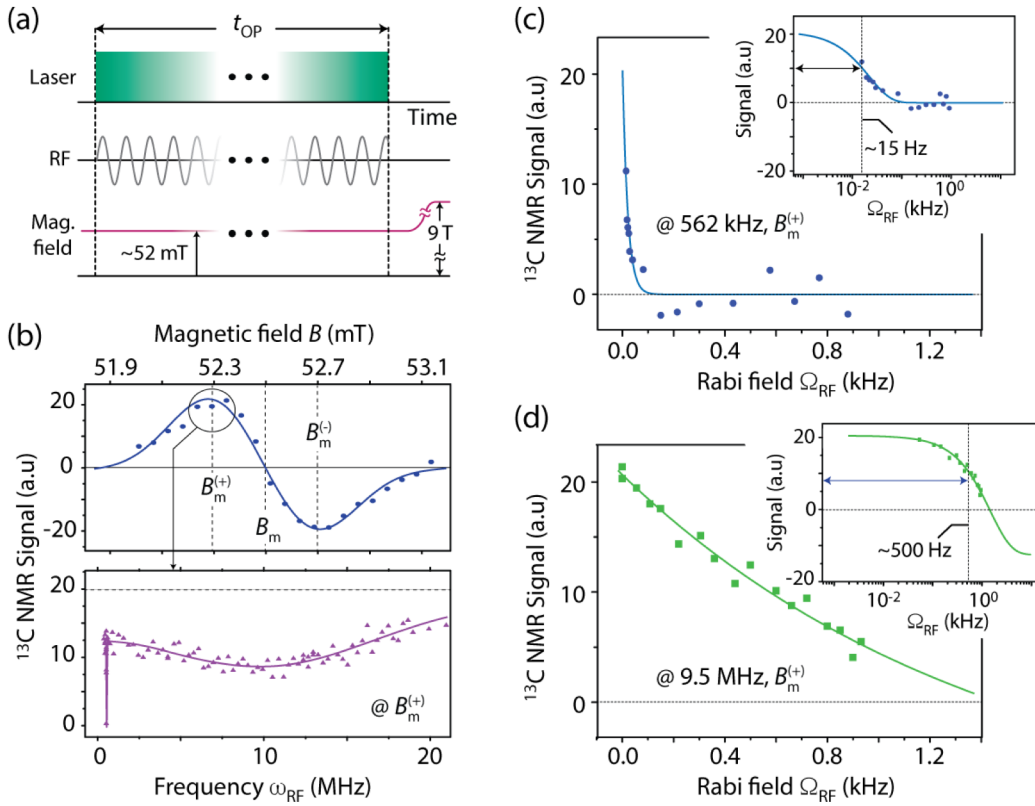 (a)
t_OP
Laser
Time
RF
Mag. field
~52 mT
9 T
(b)
Magnetic field B (mT)
51.9 52.3 52.7 53.1
20
0
-20
B_m^(+)
B_m
B_m^(-)
¹³C NMR Signal (a.u)
20
10
0
@ B_m^(+)
0 5 10 15 20
Frequency ω_RF (MHz)
(c)
¹³C NMR Signal (a.u)
20
10
0
@ 562 kHz, B_m^(+)
0.0 0.4 0.8 1.2
Rabi field Ω_RF (kHz)
Signal (a.u)
20
0
20
~15 Hz
10⁻² 10⁰
Ω_RF (kHz)
(d)
¹³C NMR Signal (a.u)
20
10
0
@ 9.5 MHz, B_m^(+)
0.0 0.4 0.8 1.2
Rabi field Ω_RF (kHz)
Signal (a.u)
20
0
-20
~500 Hz
10⁻² 10⁰
Ω_RF (kHz)